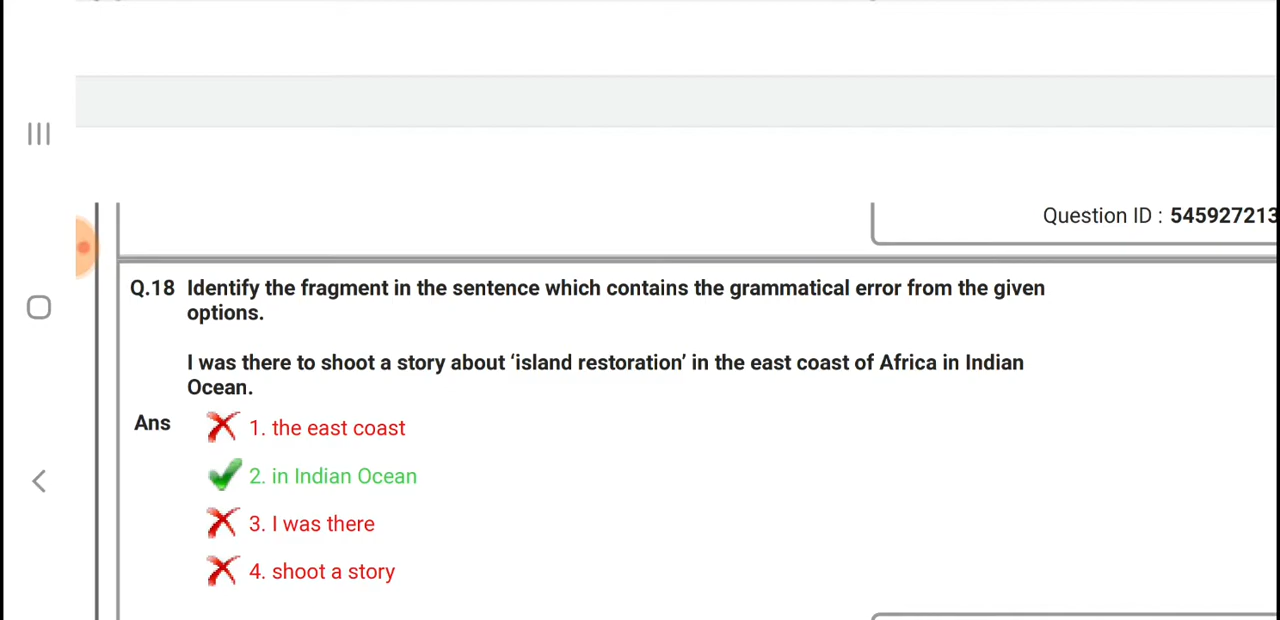 Question ID : 545927213
Q.18 Identify the fragment in the sentence which contains the grammatical error from the given
options.
I was there to shoot a story about ‘island restoration’ in the east coast of Africa in Indian
Ocean.
Ans
1. the east coast
2. in Indian Ocean
3. I was there
4. shoot a story